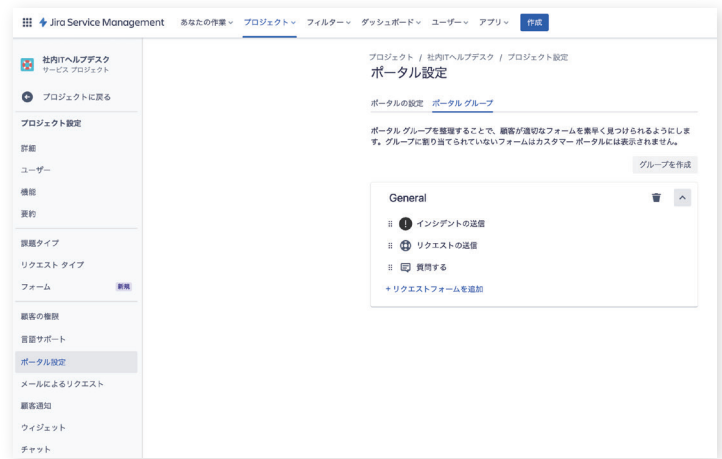 Jira Service Management あなたの作業 プロジェクト フィルター ダッシュボード ユーザー アプリ 作成
社内ITヘルプデスク
サービス プロジェクト
プロジェクトに戻る
プロジェクト設定
詳細
ユーザー
機能
要約
課題タイプ
リクエスト タイプ
フォーム 新規
顧客の権限
言語サポート
ポータル設定
メールによるリクエスト
顧客通知
ウィジェット
チャット
プロジェクト / 社内ITヘルプデスク / プロジェクト設定
ポータル設定
ポータルの設定 ポータル グループ
ポータル グループを整理することで、顧客が適切なフォームを素早く見つけられるようにしま
す。グループに割り当てられていないフォームはカスタマー ポータルには表示されません。
グループを作成
General
インシデントの送信
リクエストの送信
質問する
+ リクエストフォームを追加